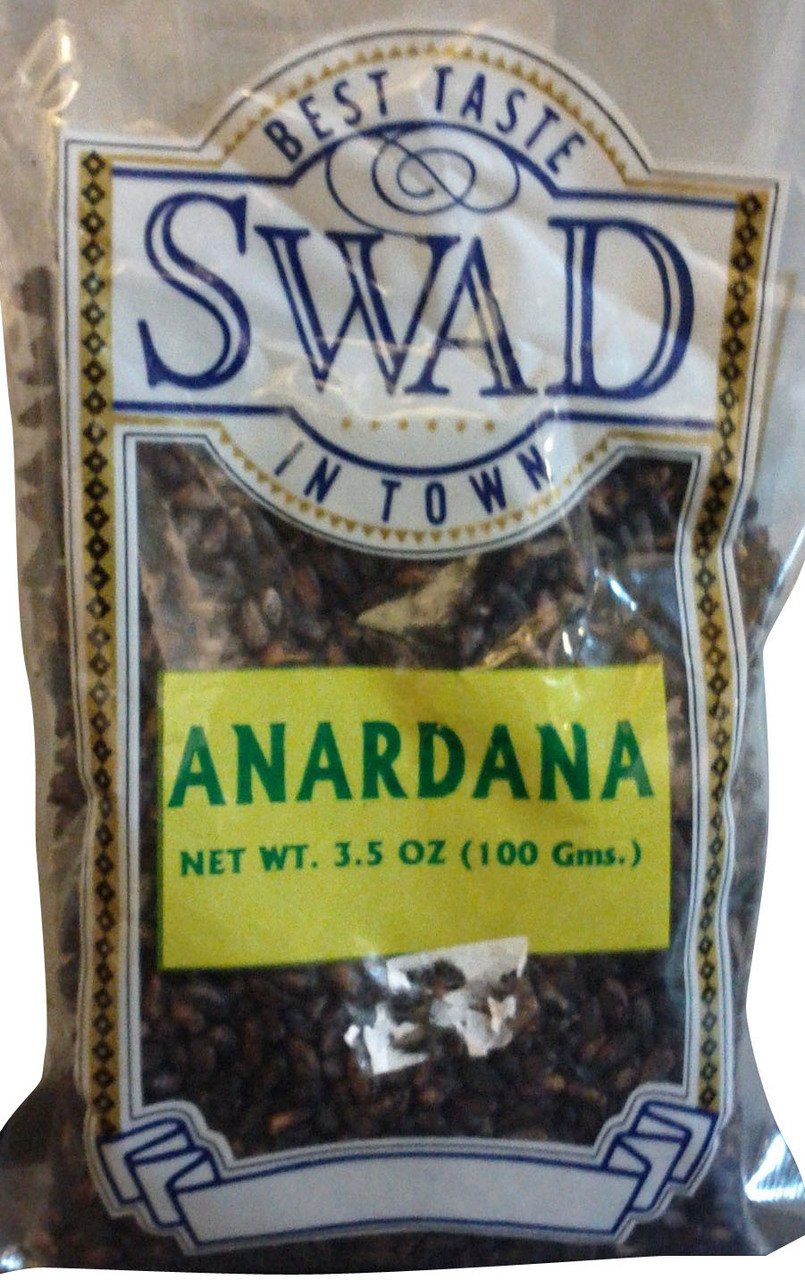 BEST TASTE
SWAD
IN TOWN
ANARDANA
NET WT. 3.5 OZ (100 Gms.)